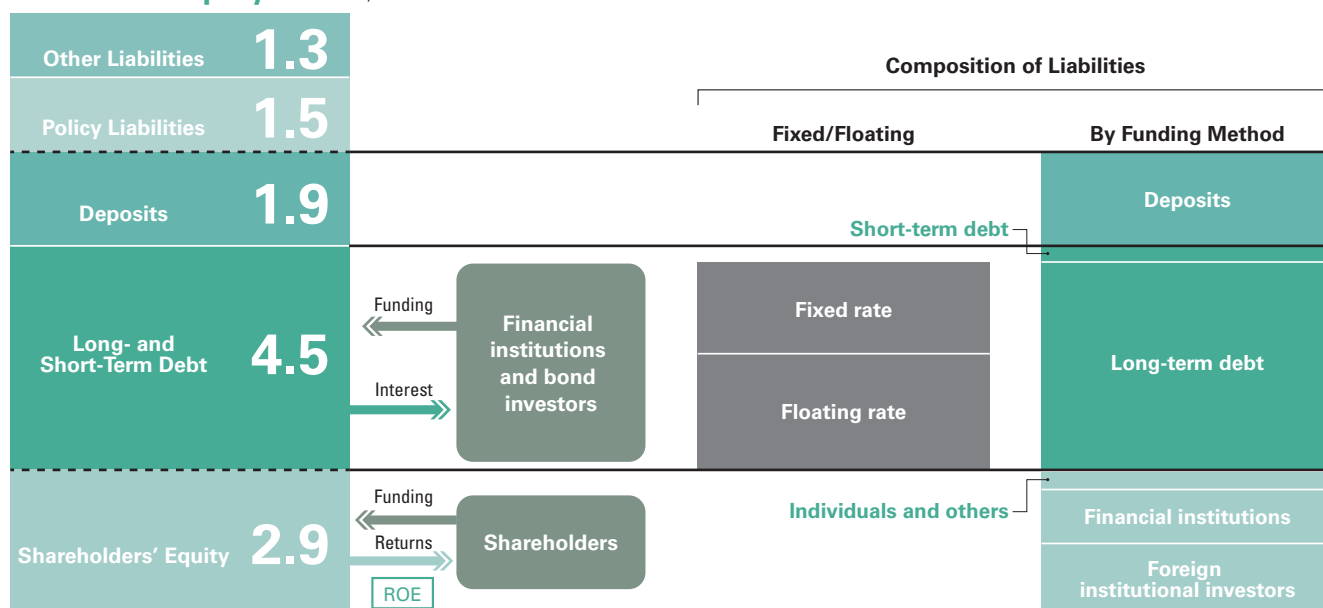 Other Liabilities 1.3
Policy Liabilities 1.5
Deposits 1.9
Long- and
Short-Term Debt 4.5
Shareholders' Equity 2.9
Funding
Interest
Financial
institutions
and bond
investors
Funding
Returns
ROE
Shareholders
Composition of Liabilities
Fixed/Floating
By Funding Method
Fixed rate
Floating rate
Short-term debt
Individuals and others
Deposits
Long-term debt
Financial institutions
Foreign
institutional investors